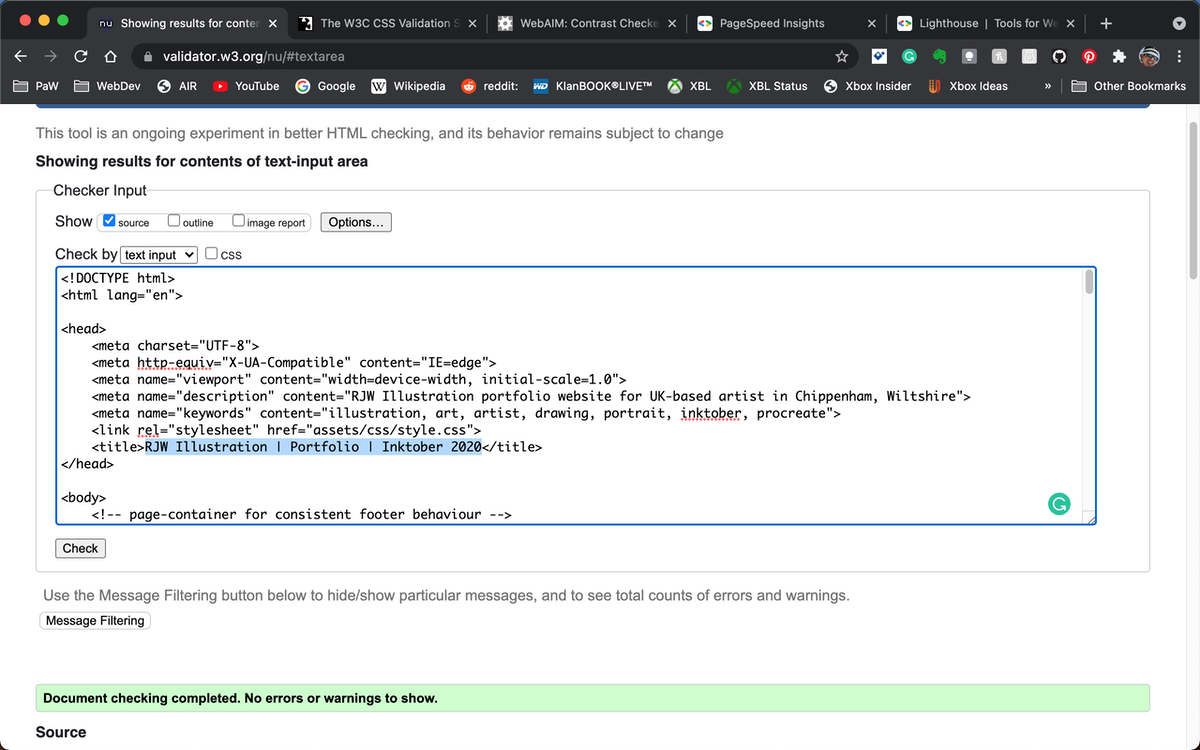 nu Showing results for conten
The W3C CSS Validation S
WebAIM: Contrast Checke
PageSpeed Insights
Lighthouse | Tools for We
validator.w3.org/nu/#textarea
PaW WebDev AIR YouTube Google Wikipedia reddit: KlanBOOK®LIVE™ XBL XBL Status Xbox Insider Xbox Ideas » Other Bookmarks
This tool is an ongoing experiment in better HTML checking, and its behavior remains subject to change
Showing results for contents of text-input area
Checker Input
Show source outline image report Options...
Check by text input css
<!DOCTYPE html>
<html lang="en">
<head>
<meta charset="UTF-8">
<meta http-equiv="X-UA-Compatible" content="IE=edge">
<meta name="viewport" content="width=device-width, initial-scale=1.0">
<meta name="description" content="RJW Illustration portfolio website for UK-based artist in Chippenham, Wiltshire">
<meta name="keywords" content="illustration, art, artist, drawing, portrait, inktober, procreate">
<link rel="stylesheet" href="assets/css/style.css">
<title>RJW Illustration | Portfolio | Inktober 2020</title>
</head>
<body>
<!-- page-container for consistent footer behaviour -->
Check
Use the Message Filtering button below to hide/show particular messages, and to see total counts of errors and warnings.
Message Filtering
Document checking completed. No errors or warnings to show.
Source